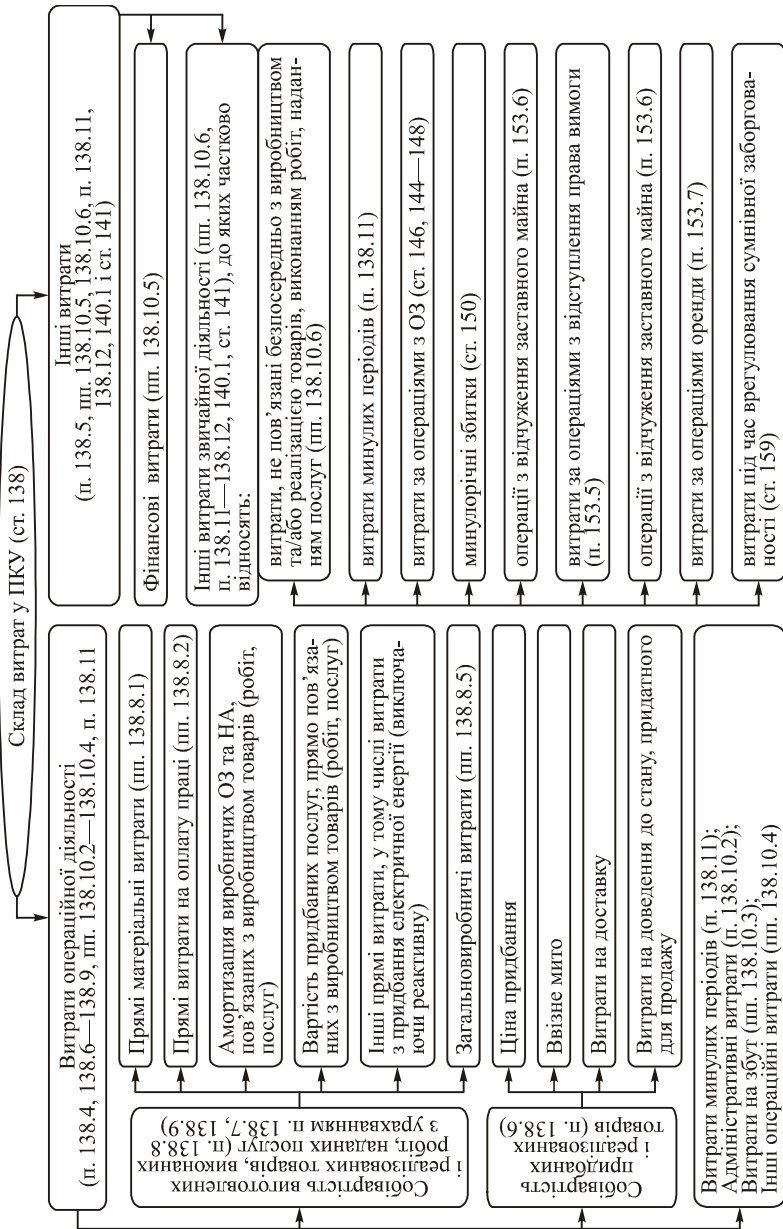 Склад витрат у ПКУ (ст. 138)
Витрати операційної діяльності
(п. 138.4, 138.6—138.9, пп. 138.10.2—138.10.4, п. 138.11
Собівартість виготовлених
і реалізованих товарів, виконаних
робіт, наданих послуг (п. 138.8
з урахуванням п. 138.7, 138.9)
Прямі матеріальні витрати (пп. 138.8.1)
Прямі витрати на оплату праці (пп. 138.8.2)
Амортизація виробничих ОЗ та НА,
пов’язаних з виробництвом товарів (робіт,
послуг)
Вартість придбаних послуг, прямо пов’яза-
них з виробництвом товарів (робіт, послуг)
Інші прямі витрати, у тому числі витрати
з придбання електричної енергії (виключа-
ючи реактивну)
Загальновиробничі витрати (пп. 138.8.5)
Собівартість
придбаних
і реалізованих
товарів (п. 138.6)
Ціна придбання
Ввізне мито
Витрати на доставку
Витрати на доведення до стану, придатного
для продажу
Витрати минулих періодів (п. 138.11);
Адміністративні витрати (п. 138.10.2);
Витрати на збут (пп. 138.10.3);
Інші операційні витрати (пп. 138.10.4)
Інші витрати
(п. 138.5, пп. 138.10.5, 138.10.6, п. 138.11,
138.12, 140.1 і ст. 141)
Фінансові витрати (пп. 138.10.5)
Інші витрати звичайної діяльності (пп. 138.10.6,
п. 138.11—138.12, 140.1, ст. 141), до яких частково
відносять:
витрати, не пов’язані безпосередньо з виробництвом
та/або реалізацією товарів, виконанням робіт, надан-
ням послуг (пп. 138.10.6)
витрати минулих періодів (п. 138.11)
витрати за операціями з ОЗ (ст. 146, 144—148)
минулорічні збитки (ст. 150)
операції з відчуження заставного майна (п. 153.6)
витрати за операціями з відступлення права вимоги
(п. 153.5)
операції з відчуження заставного майна (п. 153.6)
витрати за операціями оренди (п. 153.7)
витрати під час врегулювання сумнівної заборгова-
ності (ст. 159)